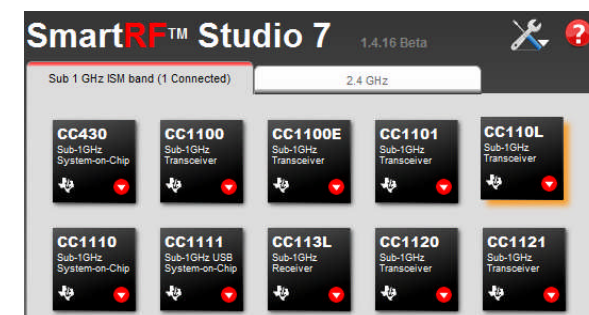 SmartRF™ Studio 7 1.4.16 Beta ?
Sub 1 GHz ISM band (1 Connected) 2.4 GHz
CC430 CC1100 CC1100E CC1101 CC110L
Sub-1GHz Sub-1GHz Sub-1GHz Sub-1GHz Sub-1GHz
System-on-Chip Transceiver Transceiver Transceiver Transceiver
CC1110 CC1111 CC113L CC1120 CC1121
Sub-1GHz Sub-1GHz USB Sub-1GHz Sub-1GHz Sub-1GHz
System-on-Chip System-on-Chip Receiver Transceiver Transceiver